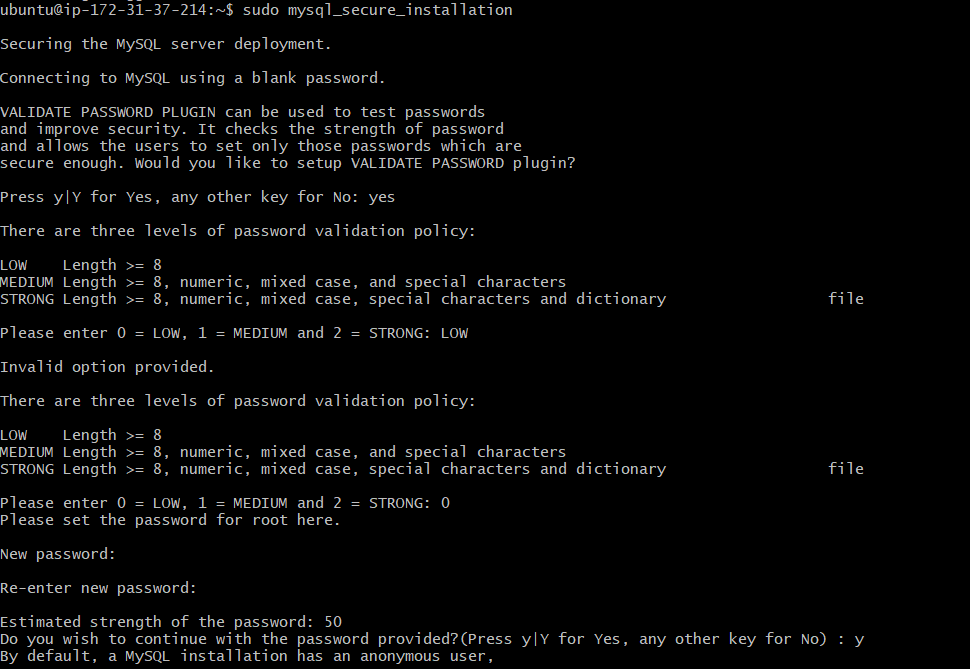 ubuntu@ip-172-31-37-214:~$ sudo mysql_secure_installation
Securing the MySQL server deployment.
Connecting to MySQL using a blank password.
VALIDATE PASSWORD PLUGIN can be used to test passwords
and improve security. It checks the strength of password
and allows the users to set only those passwords which are
secure enough. Would you like to setup VALIDATE PASSWORD plugin?
Press y|Y for Yes, any other key for No: yes
There are three levels of password validation policy:
LOW    Length >= 8
MEDIUM Length >= 8, numeric, mixed case, and special characters
STRONG Length >= 8, numeric, mixed case, special characters and dictionary                  file
Please enter 0 = LOW, 1 = MEDIUM and 2 = STRONG: LOW
Invalid option provided.
There are three levels of password validation policy:
LOW    Length >= 8
MEDIUM Length >= 8, numeric, mixed case, and special characters
STRONG Length >= 8, numeric, mixed case, special characters and dictionary                  file
Please enter 0 = LOW, 1 = MEDIUM and 2 = STRONG: 0
Please set the password for root here.
New password:
Re-enter new password:
Estimated strength of the password: 50
Do you wish to continue with the password provided?(Press y|Y for Yes, any other key for No) : y
By default, a MySQL installation has an anonymous user,